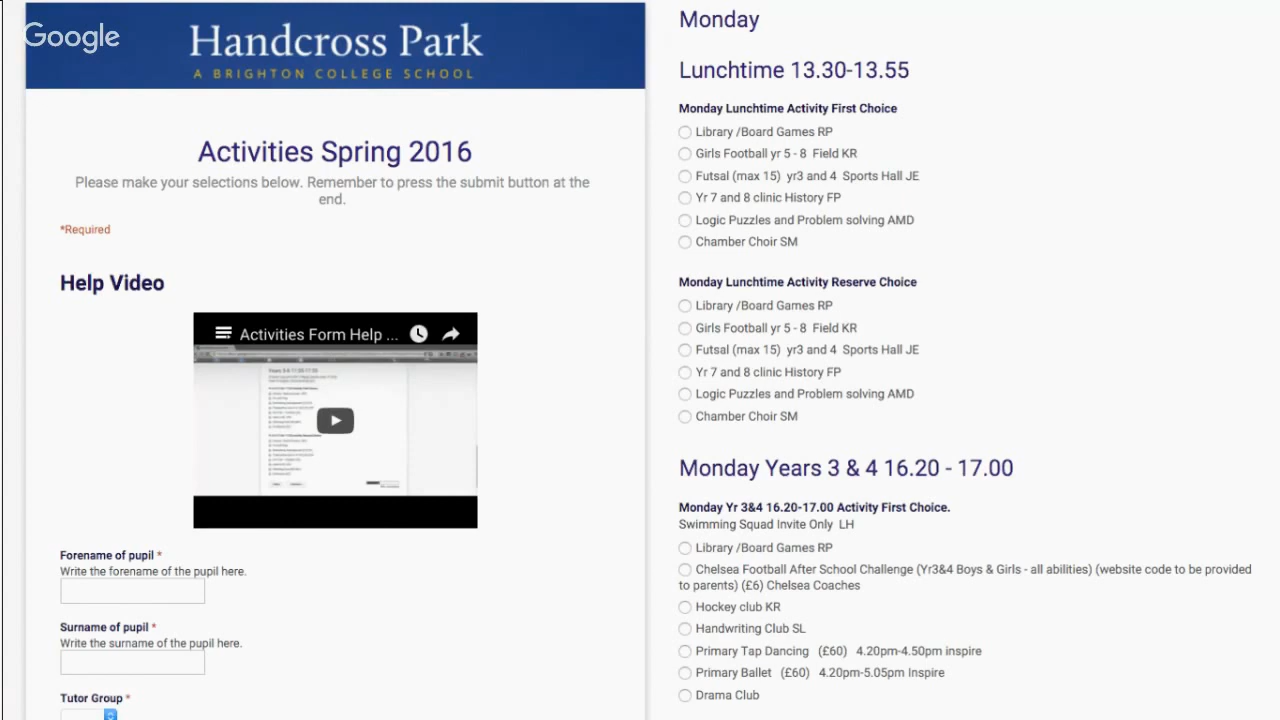 Google
Handcross Park
A BRIGHTON COLLEGE SCHOOL
Activities Spring 2016
Please make your selections below. Remember to press the submit button at the
end.
*Required
Help Video
Activities Form Help ...
Forename of pupil *
Write the forename of the pupil here.
Surname of pupil *
Write the surname of the pupil here.
Tutor Group *
Monday
Lunchtime 13.30-13.55
Monday Lunchtime Activity First Choice
Library /Board Games RP
Girls Football yr 5 - 8 Field KR
Futsal (max 15) yr3 and 4 Sports Hall JE
Yr 7 and 8 clinic History FP
Logic Puzzles and Problem solving AMD
Chamber Choir SM
Monday Lunchtime Activity Reserve Choice
Library /Board Games RP
Girls Football yr 5 - 8 Field KR
Futsal (max 15) yr3 and 4 Sports Hall JE
Yr 7 and 8 clinic History FP
Logic Puzzles and Problem solving AMD
Chamber Choir SM
Monday Years 3 & 4 16.20 - 17.00
Monday Yr 3&4 16.20-17.00 Activity First Choice.
Swimming Squad Invite Only LH
Library /Board Games RP
Chelsea Football After School Challenge (Yr3&4 Boys & Girls - all abilities) (website code to be provided
to parents) (£6) Chelsea Coaches
Hockey club KR
Handwriting Club SL
Primary Tap Dancing (£60) 4.20pm-4.50pm inspire
Primary Ballet (£60) 4.20pm-5.05pm Inspire
Drama Club